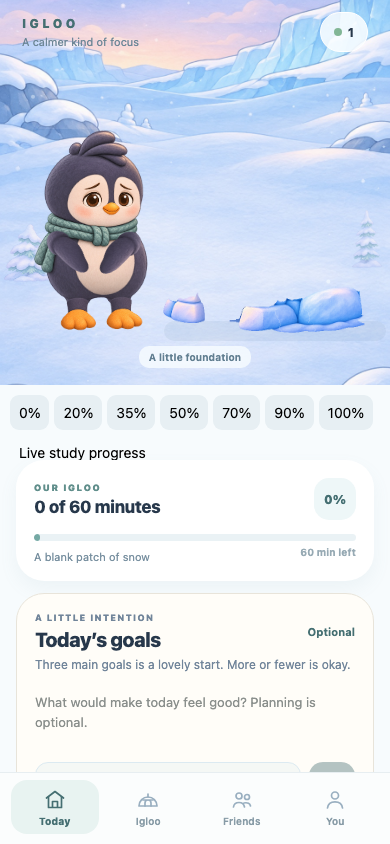 IGLOO
A calmer kind of focus
1
A little foundation
0%
20%
35%
50%
70%
90%
100%
Live study progress
OUR IGLOO
0 of 60 minutes
0%
A blank patch of snow
60 min left
A LITTLE INTENTION
Today's goals
Optional
Three main goals is a lovely start. More or fewer is okay.
What would make today feel good? Planning is
optional.
Today
Igloo
Friends
You